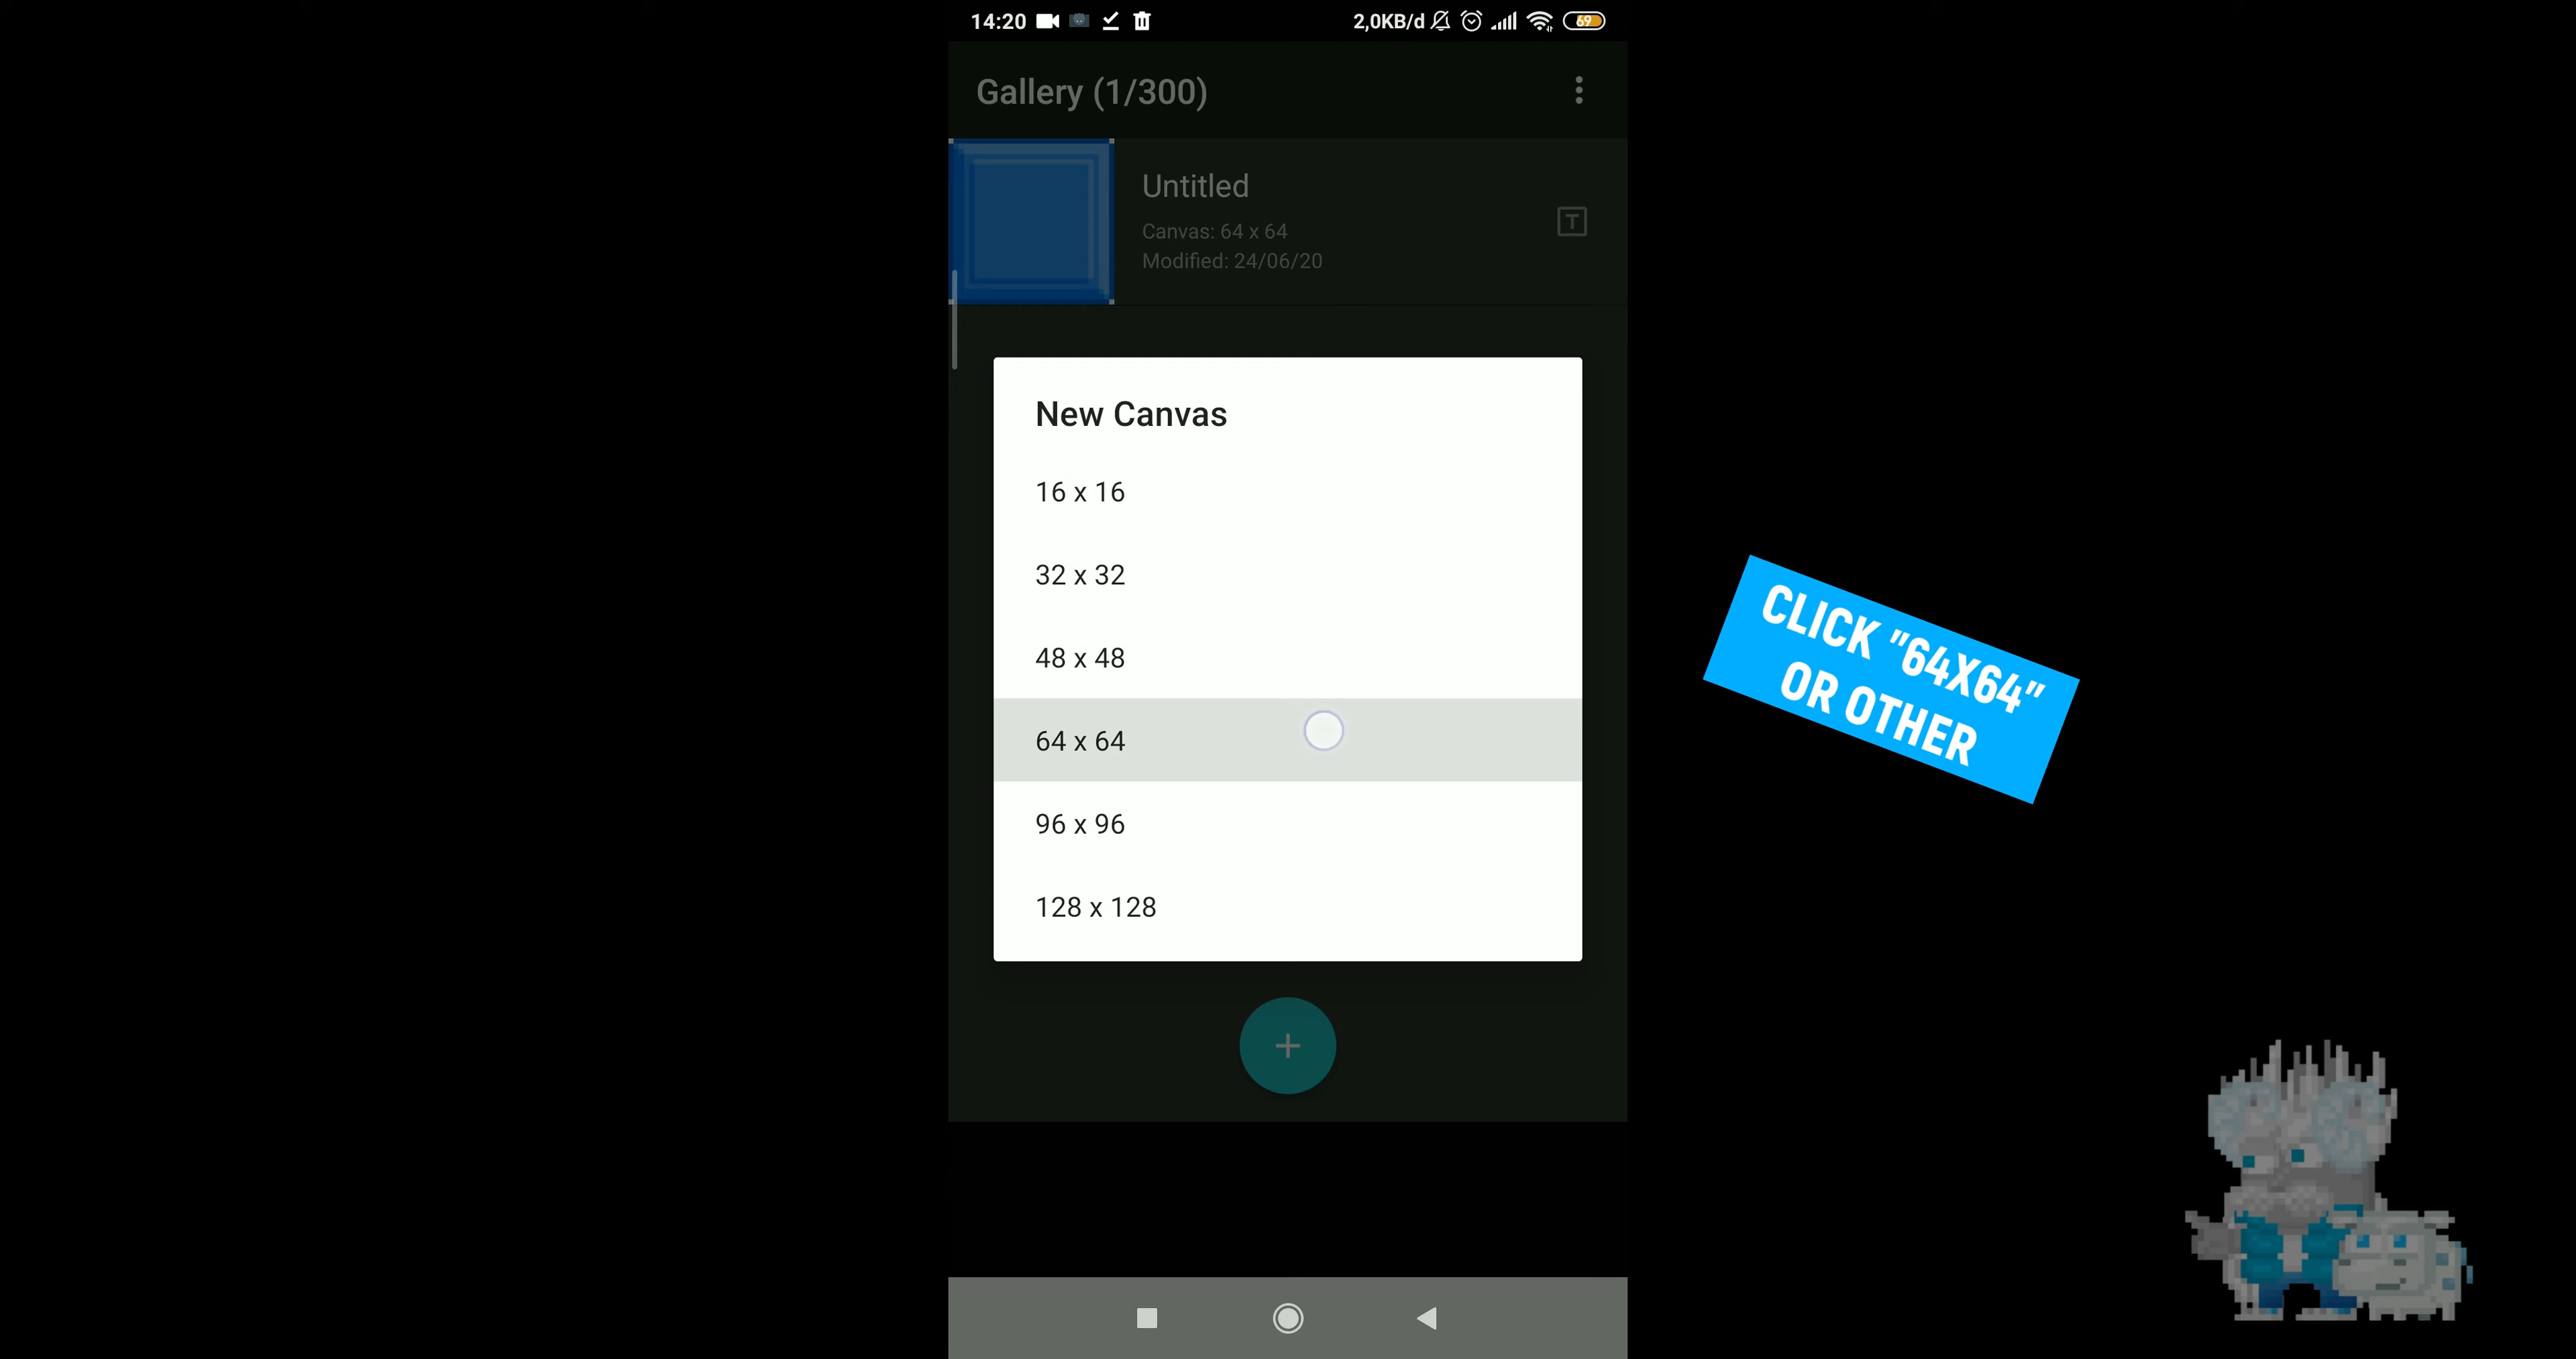 14:20 2,0KB/d 69
Gallery (1/300)
Untitled
Canvas: 64 x 64
Modified: 24/06/20
T
New Canvas
16 x 16
32 x 32
48 x 48
64 x 64
96 x 96
128 x 128
CLICK "64X64"
OR OTHER